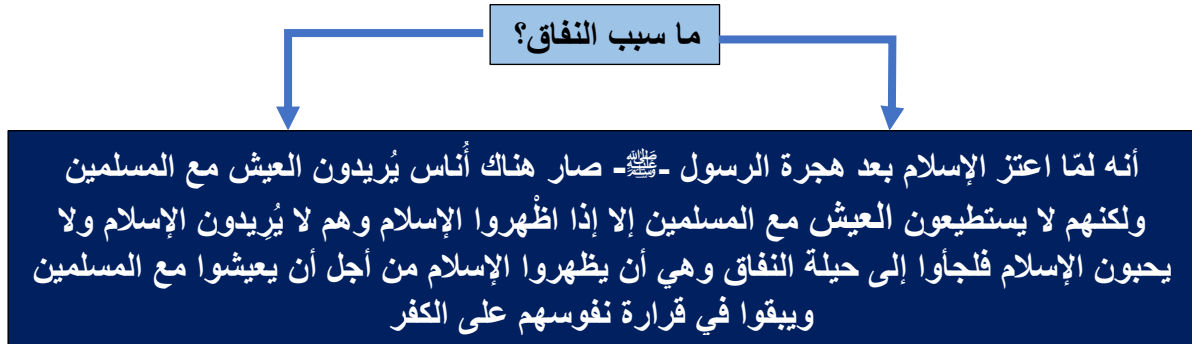 ما سبب النفاق؟
أنه لمّا اعتز الإسلام بعد هجرة الرسول -ﷺ- صار هناك أُناس يُريدون العيش مع المسلمين
ولكنهم لا يستطيعون العيش مع المسلمين إلا إذا اظْهروا الإسلام وهم لا يُرِيدون الإسلام ولا
يحبون الإسلام فلجأوا إلى حيلة النفاق وهي أن يظهروا الإسلام من أجل أن يعيشوا مع المسلمين
ويبقوا في قرارة نفوسهم على الكفر